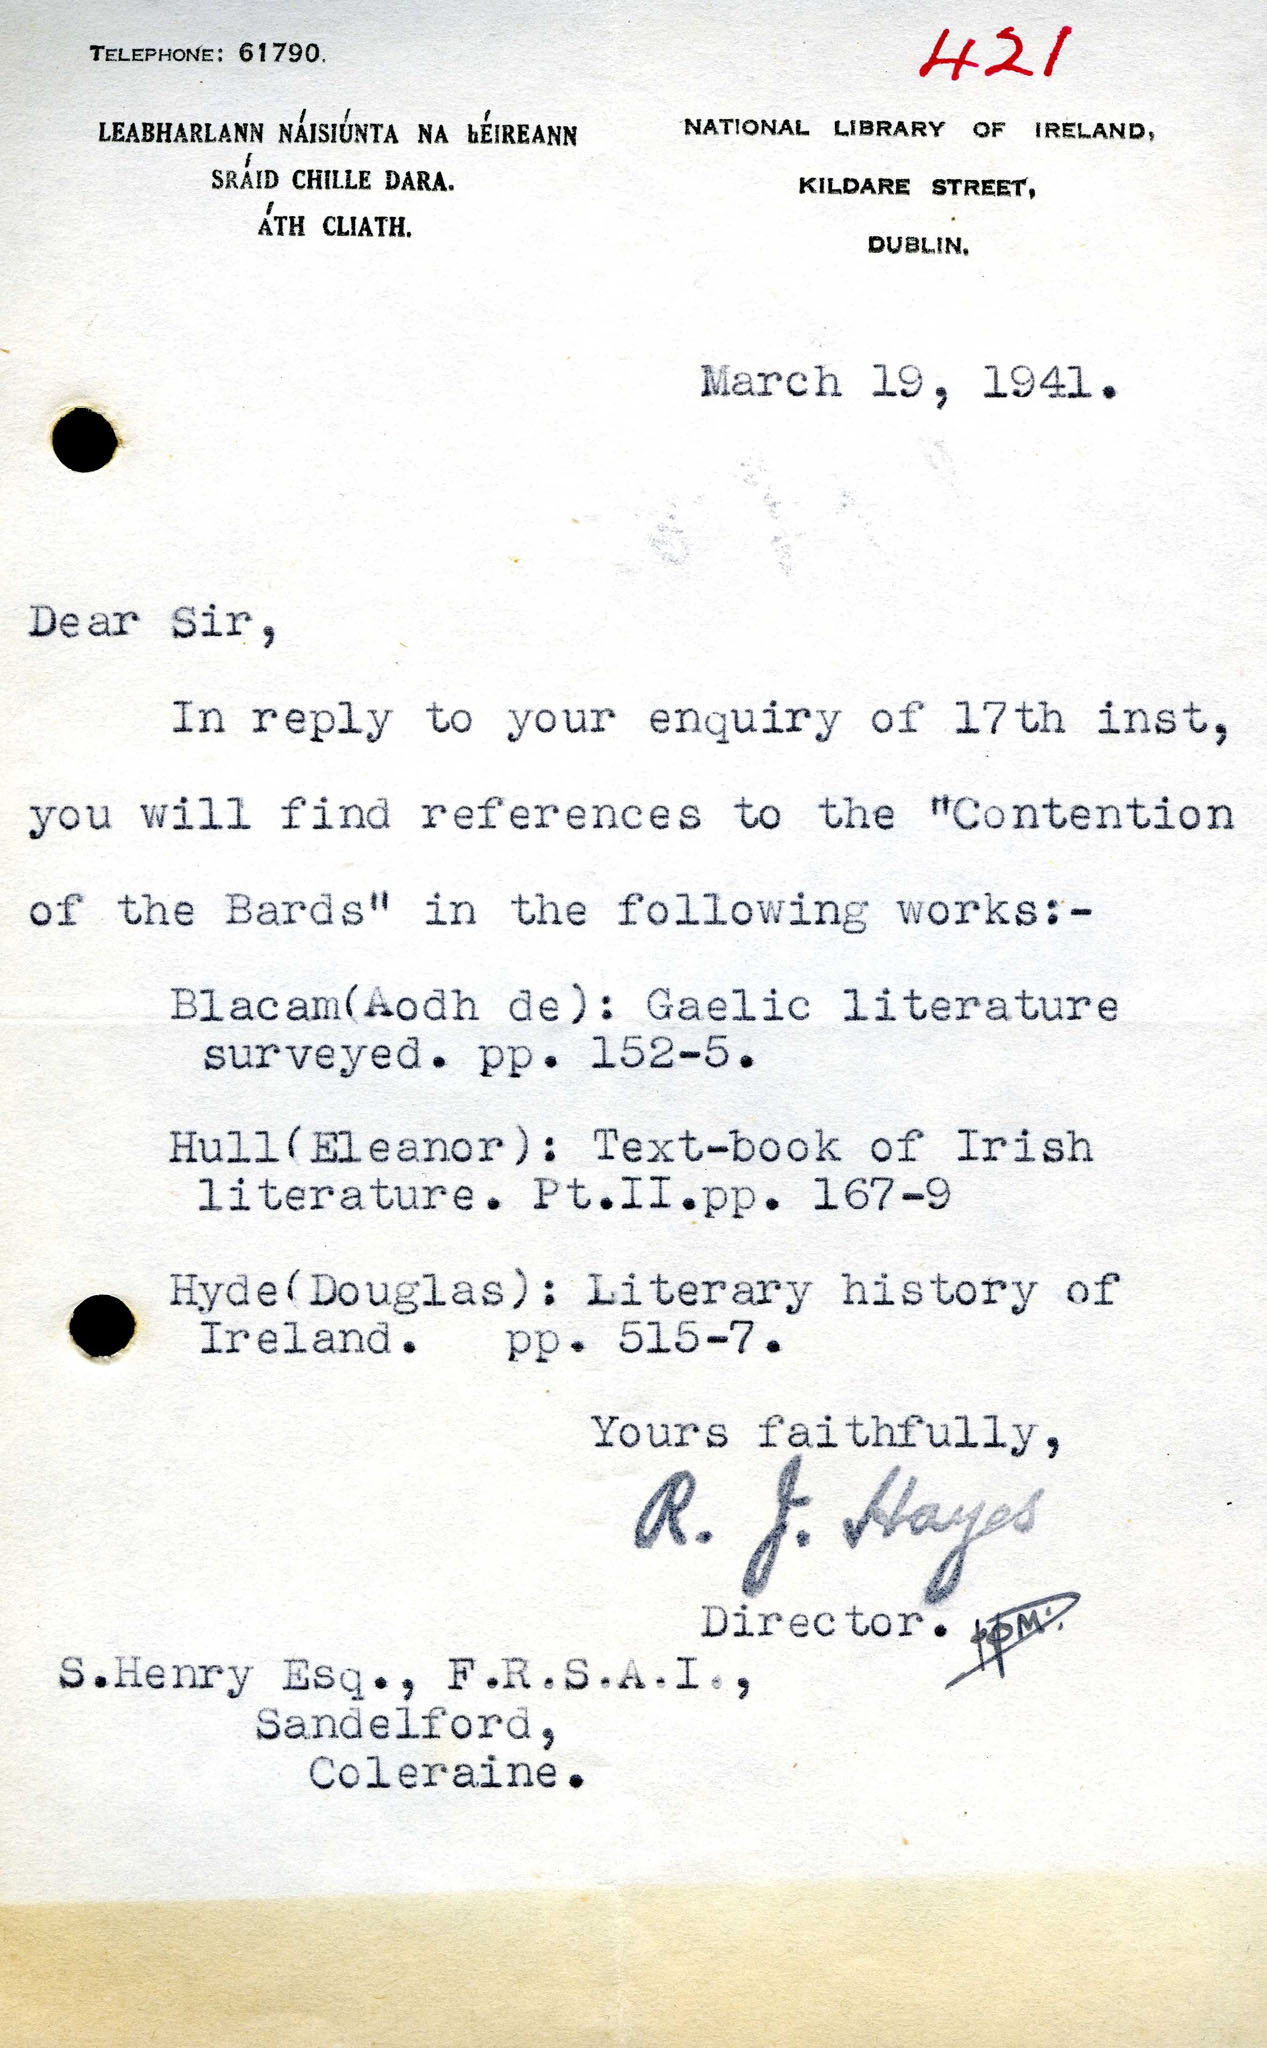 TELEPHONE: 61790.
421
LEABHARLANN NÁISIÚNTA NA hÉIREANN
SRÁID CHILLE DARA.
ÁTH CLIATH.
NATIONAL LIBRARY OF IRELAND,
KILDARE STREET,
DUBLIN.
March 19, 1941.
Dear Sir,
In reply to your enquiry of 17th inst,
you will find references to the "Contention
of the Bards" in the following works:-
Blacam(Aodh de): Gaelic literature
surveyed. pp. 152-5.
Hull(Eleanor): Text-book of Irish
literature. Pt.II.pp. 167-9
Hyde(Douglas): Literary history of
Ireland. pp. 515-7.
Yours faithfully,
R. J. Hayes
Director.
S.Henry Esq., F.R.S.A.I.,
Sandelford,
Coleraine.